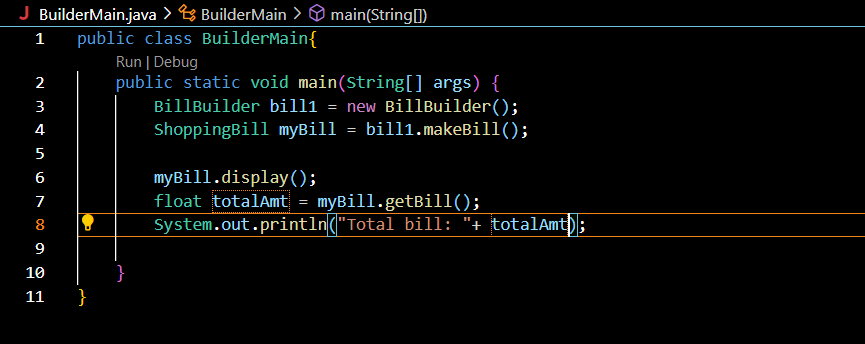 J BuilderMain.java > BuilderMain > main(String[])
1 public class BuilderMain{
Run | Debug
2 public static void main(String[] args) {
3 BillBuilder bill1 = new BillBuilder();
4 ShoppingBill myBill = bill1.makeBill();
5
6 myBill.display();
7 float totalAmt = myBill.getBill();
8 System.out.println("Total bill: "+ totalAmt);
9
10 }
11 }